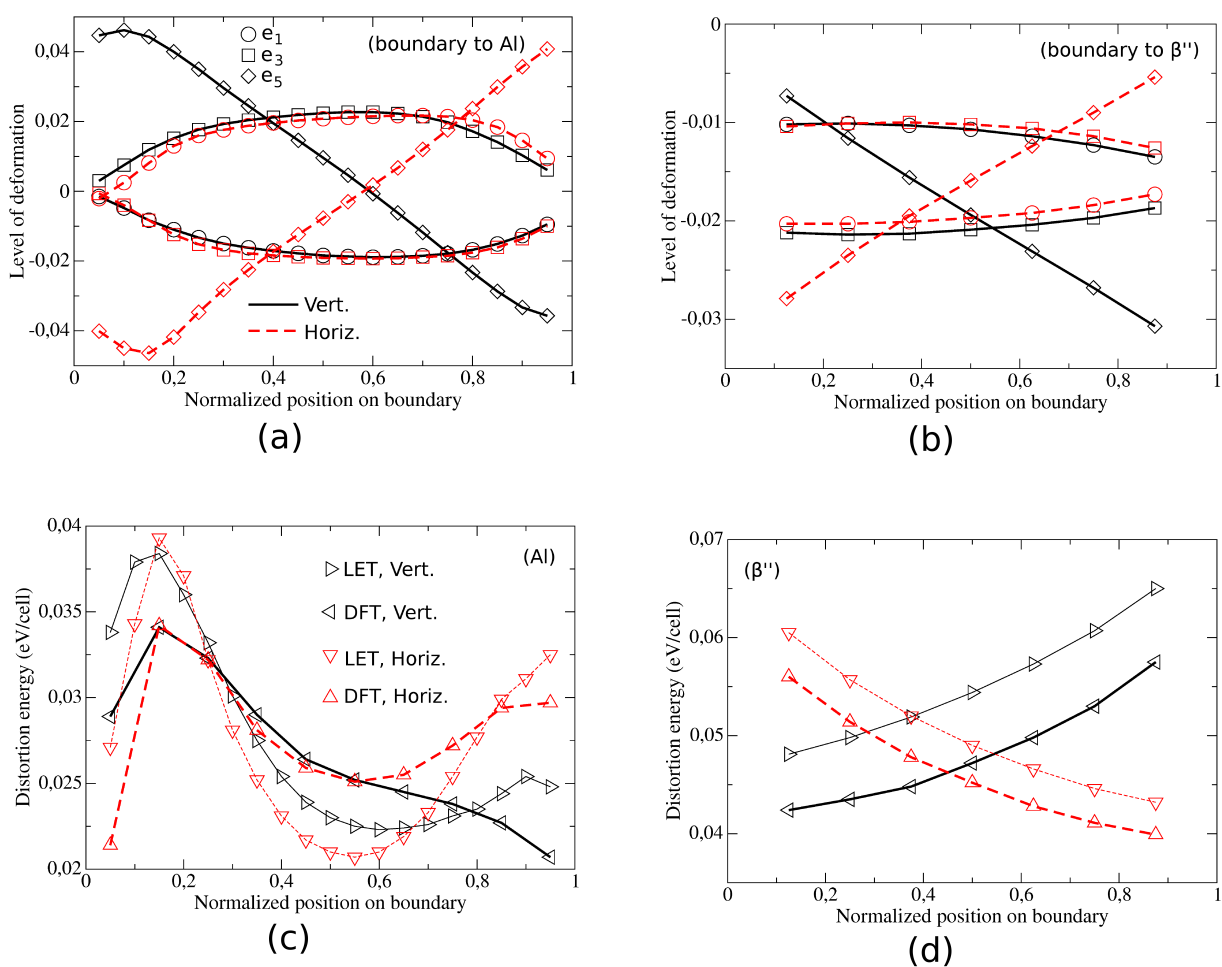 0,04
0,02
0
-0,02
-0,04
Level of deformation
e1
e3
e5
(boundary to Al)
Vert.
Horiz.
0 0,2 0,4 0,6 0,8 1
Normalized position on boundary
(a)
0
-0,01
-0,02
-0,03
Level of deformation
(boundary to β'')
0 0,2 0,4 0,6 0,8 1
Normalized position on boundary
(b)
0,04
0,035
0,03
0,025
0,02
Distortion energy (eV/cell)
(Al)
LET, Vert.
DFT, Vert.
LET, Horiz.
DFT, Horiz.
0 0,2 0,4 0,6 0,8 1
Normalized position on boundary
(c)
0,07
0,06
0,05
0,04
Distortion energy (eV/cell)
(β'')
0 0,2 0,4 0,6 0,8 1
Normalized position on boundary
(d)